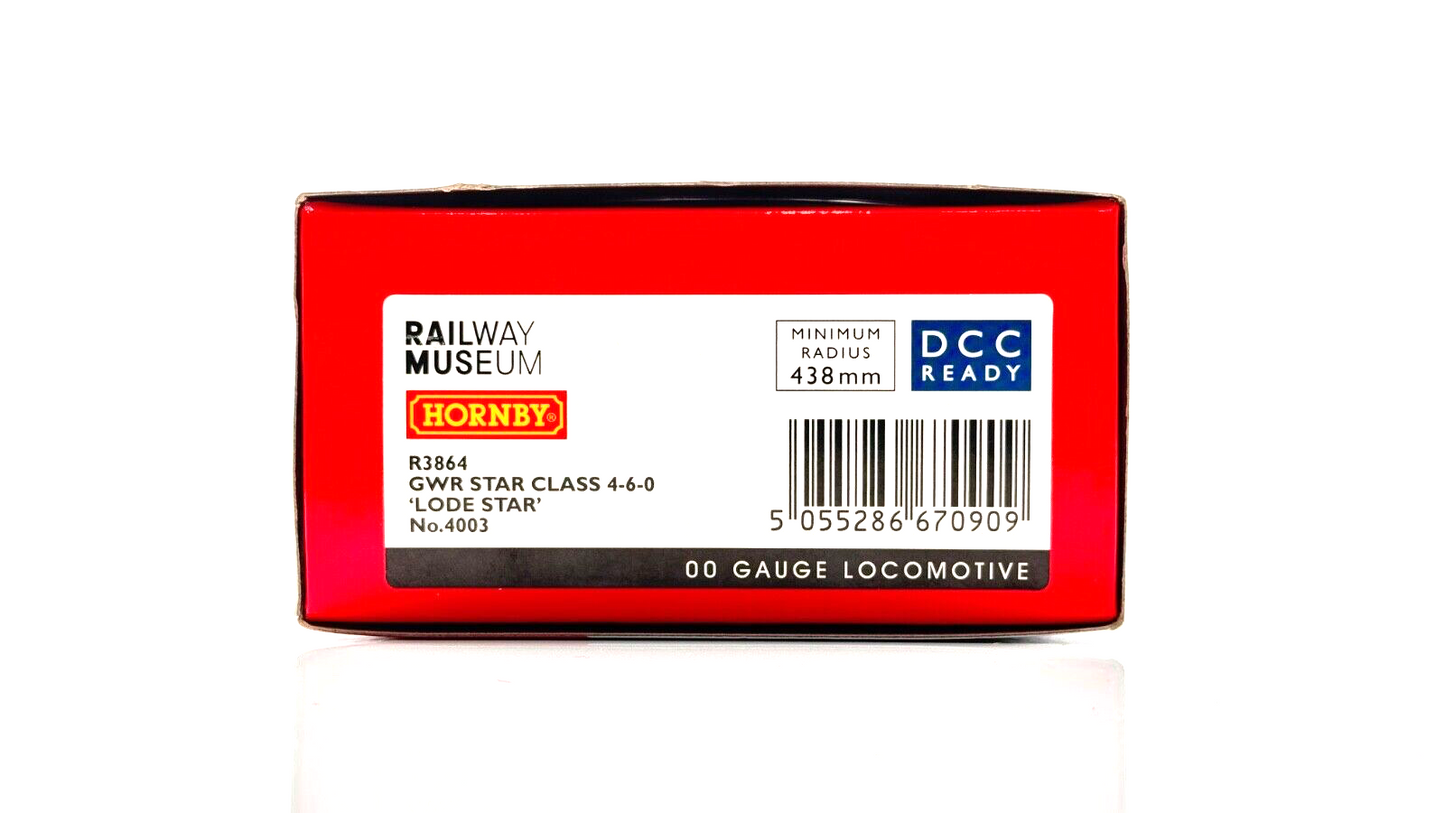 RAILWAY
MUSEUM
HORNBY®
R3864
GWR STAR CLASS 4-6-0
‘LODE STAR’
No.4003
MINIMUM
RADIUS
438mm
DCC
READY
5 055286 670909
00 GAUGE LOCOMOTIVE